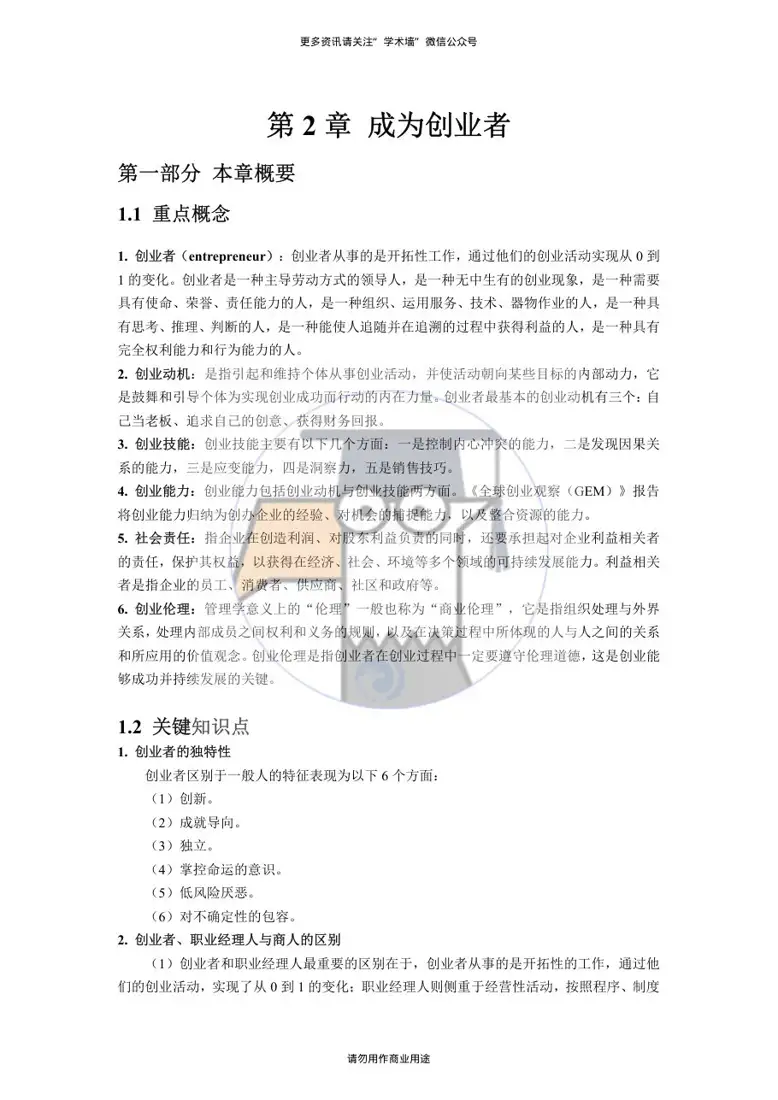 更多资讯请关注“学术墙”微信公众号
第 2 章 成为创业者
第一部分 本章概要
1.1 重点概念
1. 创业者（entrepreneur）：创业者从事的是开拓性工作，通过他们的创业活动实现从 0 到
1 的变化。创业者是一种主导劳动方式的领导人，是一种无中生有的创业现象，是一种需要
具有使命、荣誉、责任能力的人，是一种组织、运用服务、技术、器物作业的人，是一种具
有思考、推理、判断的人，是一种能使人追随并在追溯的过程中获得利益的人，是一种具有
完全权利能力和行为能力的人。
2. 创业动机：是指引起和维持个体从事创业活动，并使活动朝向某些目标的内部动力，它
是鼓舞和引导个体为实现创业成功而行动的内在力量。创业者最基本的创业动机有三个：自
己当老板、追求自己的创意、获得财务回报。
3. 创业技能：创业技能主要有以下几个方面：一是控制内心冲突的能力，二是发现因果关
系的能力，三是应变能力，四是洞察力，五是销售技巧。
4. 创业能力：创业能力包括创业动机与创业技能两方面。《全球创业观察（GEM）》报告
将创业能力归纳为创办企业的经验、对机会的捕捉能力，以及整合资源的能力。
5. 社会责任：指企业在创造利润、对股东利益负责的同时，还要承担起对企业利益相关者
的责任，保护其权益，以获得在经济、社会、环境等多个领域的可持续发展能力。利益相关
者是指企业的员工、消费者、供应商、社区和政府等。
6. 创业伦理：管理学意义上的“伦理”一般也称为“商业伦理”，它是指组织处理与外界
关系，处理内部成员之间权利和义务的规则，以及在决策过程中所体现的人与人之间的关系
和所应用的价值观念。创业伦理是指创业者在创业过程中一定要遵守伦理道德，这是创业能
够成功并持续发展的关键。
1.2 关键知识点
1. 创业者的独特性
创业者区别于一般人的特征表现为以下 6 个方面：
（1）创新。
（2）成就导向。
（3）独立。
（4）掌控命运的意识。
（5）低风险厌恶。
（6）对不确定性的包容。
2. 创业者、职业经理人与商人的区别
（1）创业者和职业经理人最重要的区别在于，创业者从事的是开拓性的工作，通过他
们的创业活动，实现了从 0 到 1 的变化；职业经理人则侧重于经营性活动，按照程序、制度
请勿用作商业用途